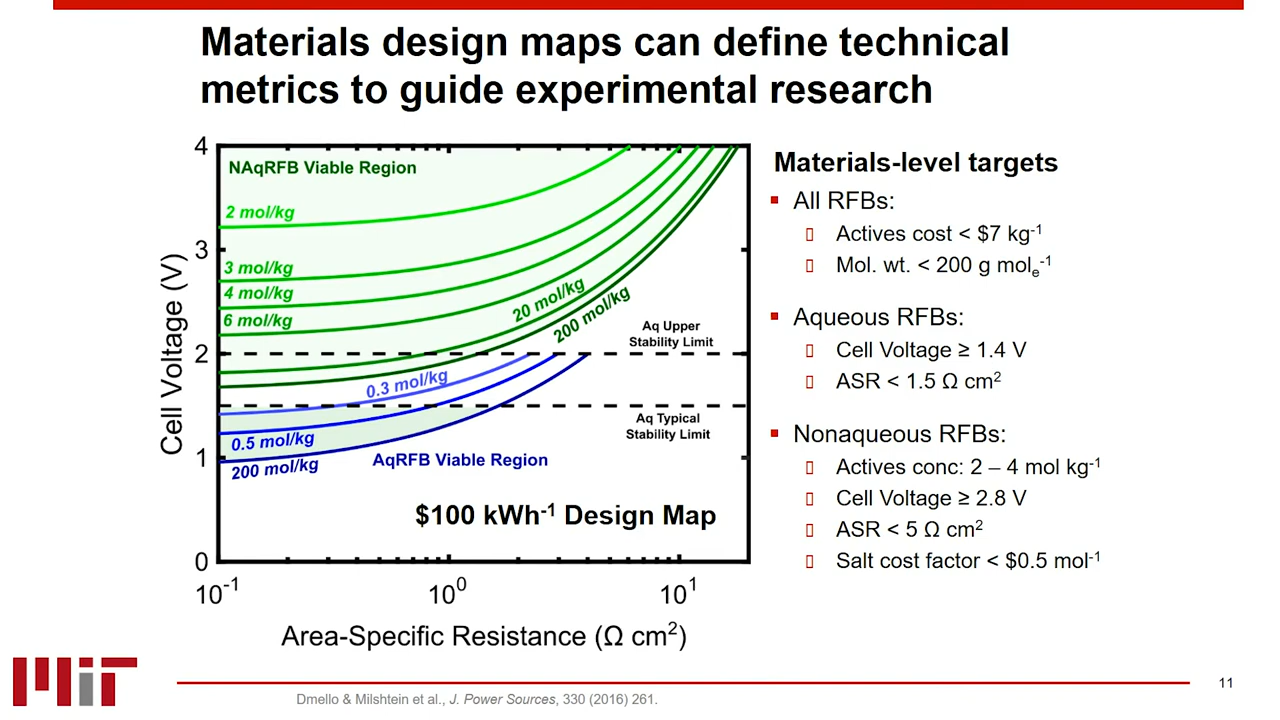 Materials design maps can define technical
metrics to guide experimental research
4
3
2
1
0
Cell Voltage (V)
NAqRFB Viable Region
2 mol/kg
3 mol/kg
4 mol/kg
6 mol/kg
20 mol/kg
200 mol/kg
Aq Upper
Stability Limit
0.3 mol/kg
Aq Typical
Stability Limit
0.5 mol/kg
200 mol/kg
AqRFB Viable Region
$100 kWh-1 Design Map
10-1
100
101
Area-Specific Resistance (Ω cm2)
Materials-level targets
All RFBs:
Actives cost < $7 kg-1
Mol. wt. < 200 g mole-1
Aqueous RFBs:
Cell Voltage ≥ 1.4 V
ASR < 1.5 Ω cm2
Nonaqueous RFBs:
Actives conc: 2 – 4 mol kg-1
Cell Voltage ≥ 2.8 V
ASR < 5 Ω cm2
Salt cost factor < $0.5 mol-1
MIT
Dmello & Milshtein et al., J. Power Sources, 330 (2016) 261.
11